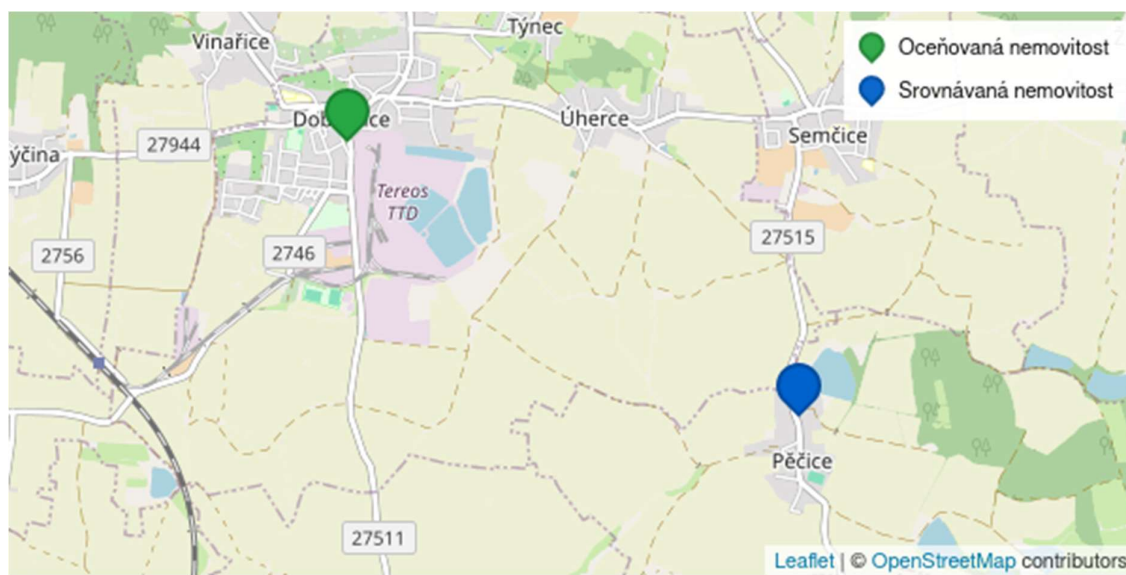 Týnec
Vinařice
Oceňovaná nemovitost
Srovnávaná nemovitost
Úherce
Semčice
27944
ýčina
Tereos
TTD
2756
2746
27515
Pěčice
27511
Leaflet | © OpenStreetMap contributors